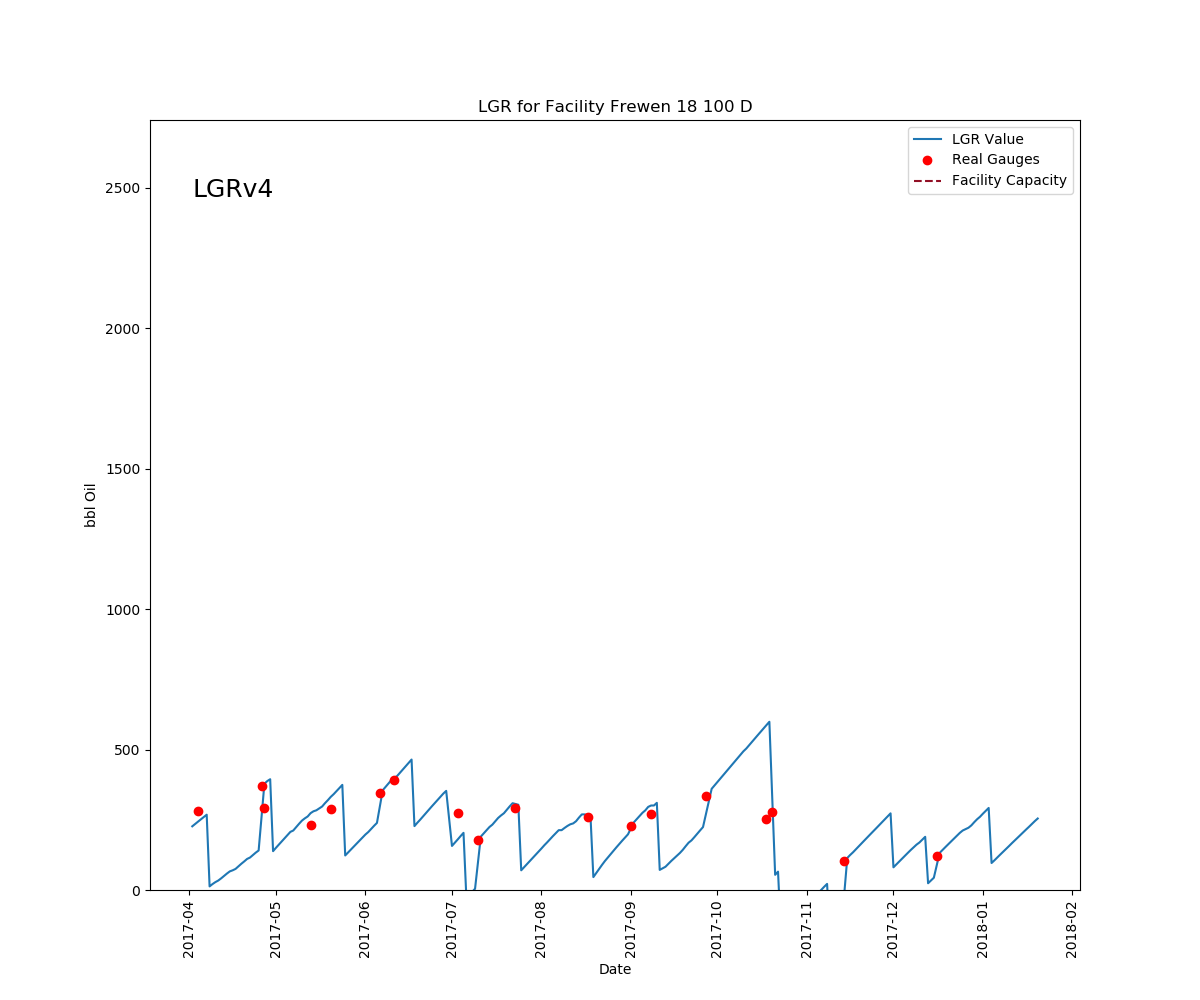 LGR for Facility Frewen 18 100 D
LGR Value
Real Gauges
Facility Capacity
LGRv4
2500
2000
1500
1000
500
0
bbl Oil
2017-04
2017-05
2017-06
2017-07
2017-08
2017-09
2017-10
2017-11
2017-12
2018-01
2018-02
Date